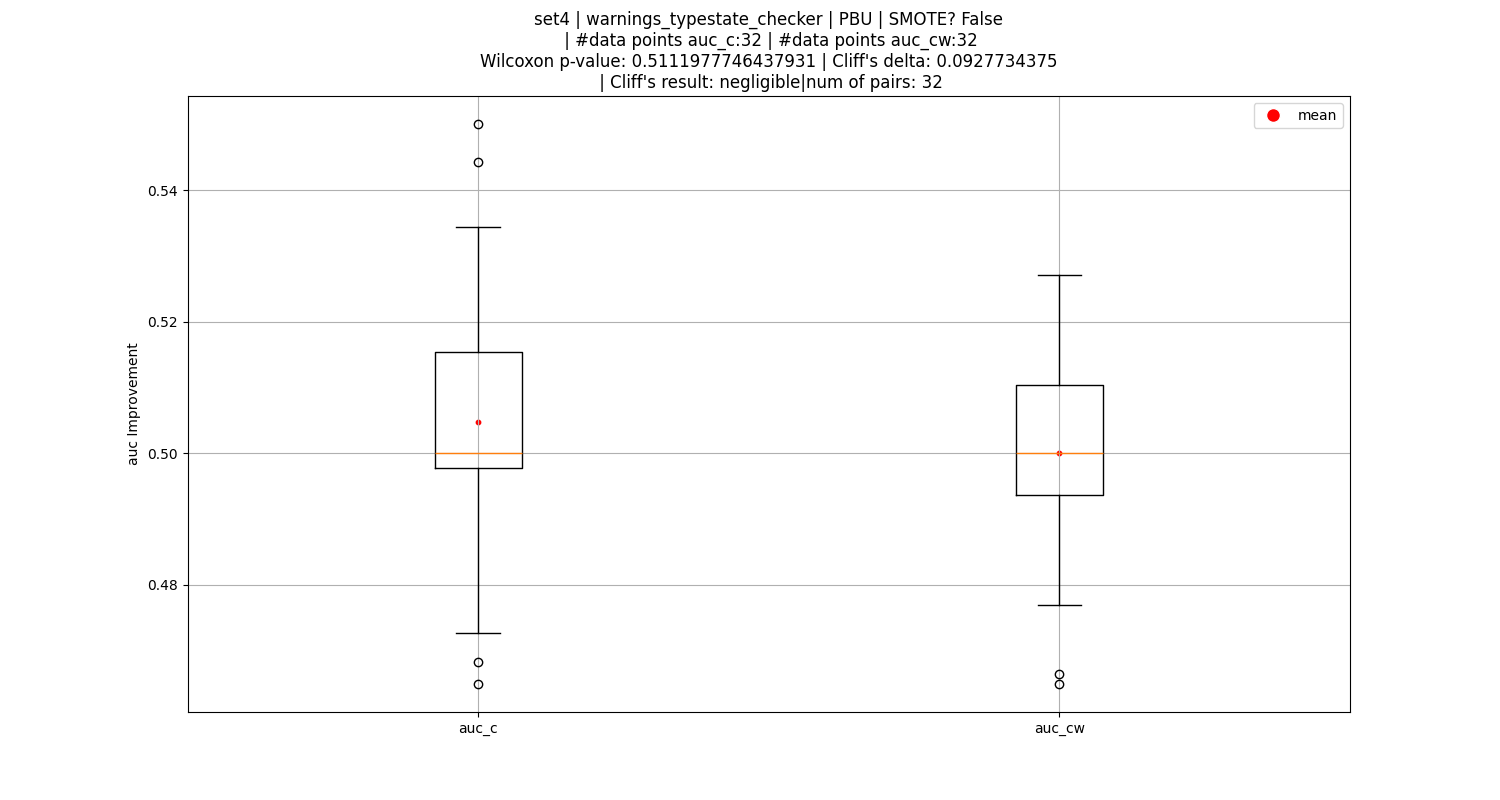 set4 | warnings_typestate_checker | PBU | SMOTE? False
| #data points auc_c:32 | #data points auc_cw:32
Wilcoxon p-value: 0.5111977746437931 | Cliff's delta: 0.0927734375
| Cliff's result: negligible|num of pairs: 32
mean
0.54
0.52
0.50
0.48
auc Improvement
auc_c
auc_cw